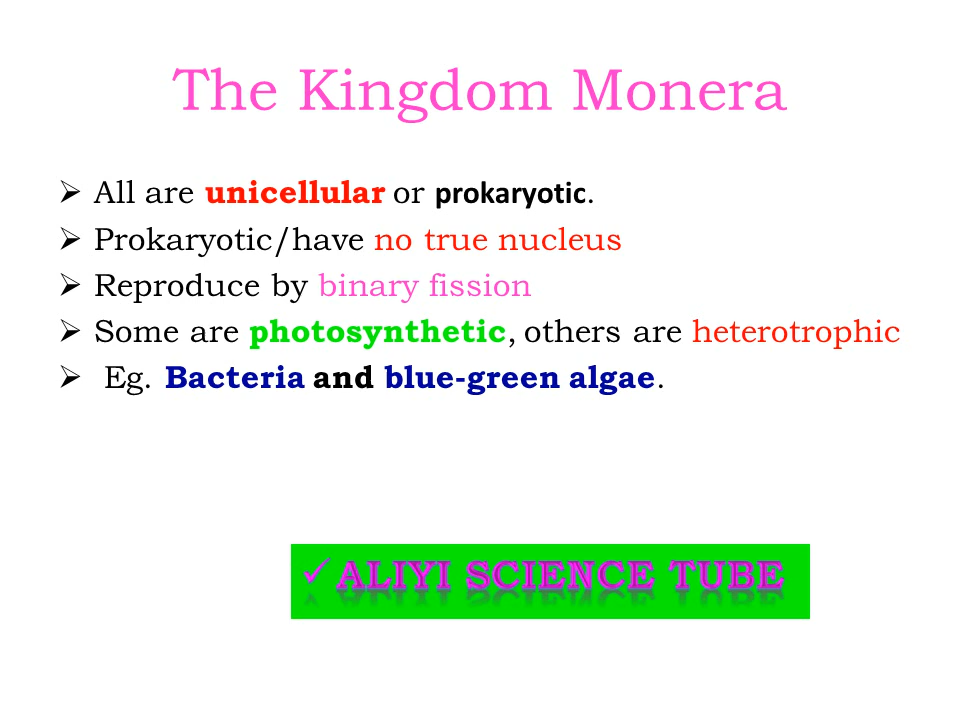 The Kingdom Monera
➢ All are unicellular or prokaryotic.
➢ Prokaryotic/have no true nucleus
➢ Reproduce by binary fission
➢ Some are photosynthetic, others are heterotrophic
➢ Eg. Bacteria and blue-green algae.
✓ALIYI SCIENCE TUBE